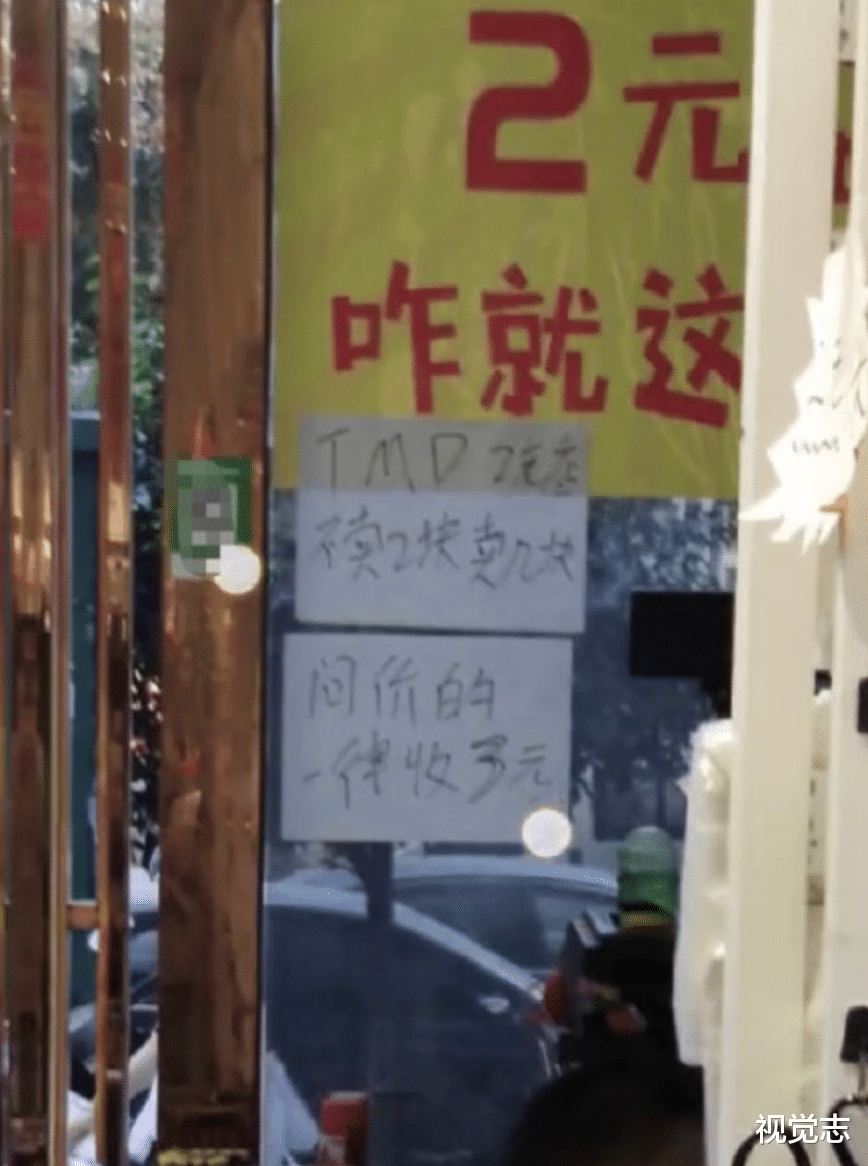 2元
咋就这
TMD 2元店
不卖2块卖几块
问价的
一律收3元
视觉志